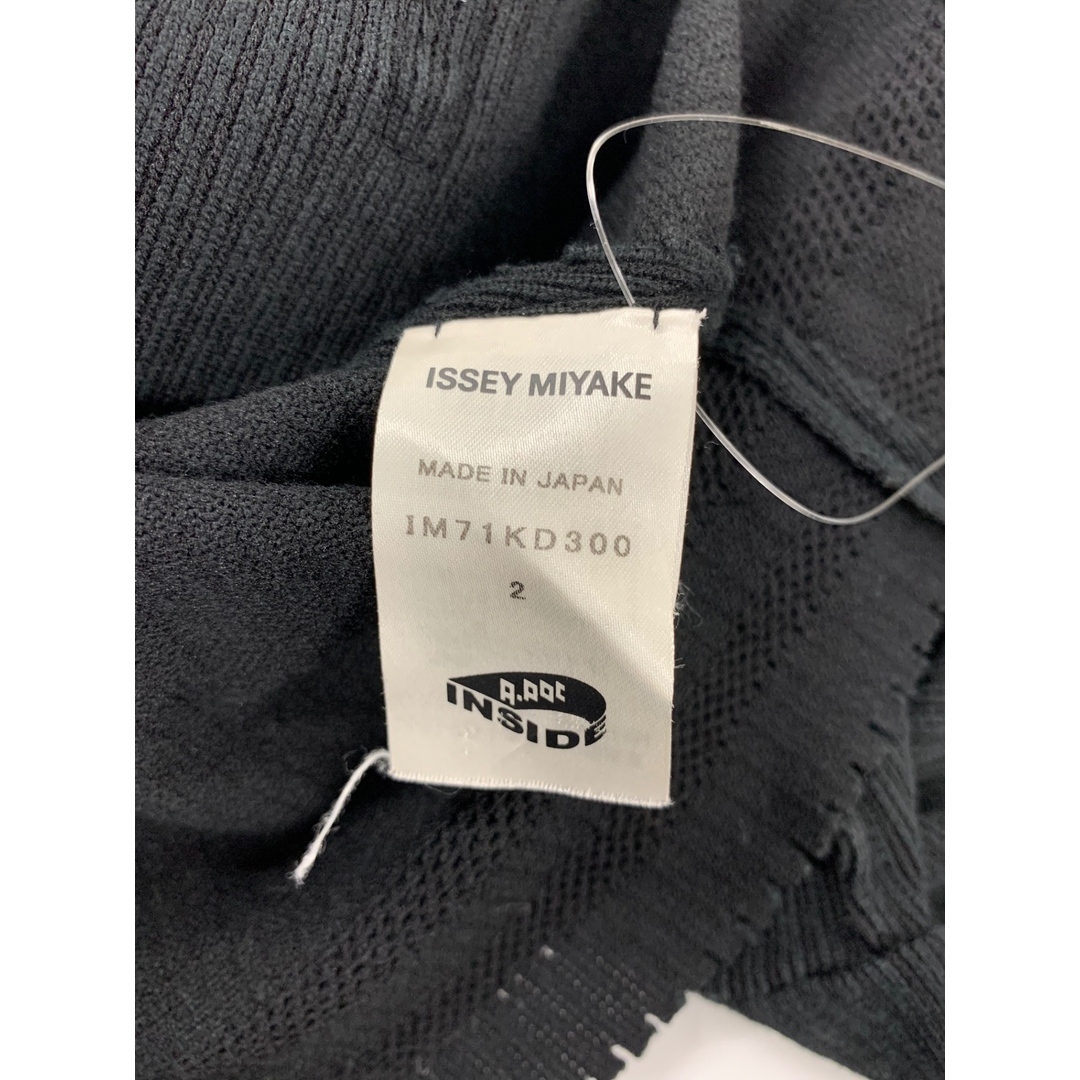 ISSEY MIYAKE
MADE IN JAPAN
IM71KD300
2
A.POC
INSIDE